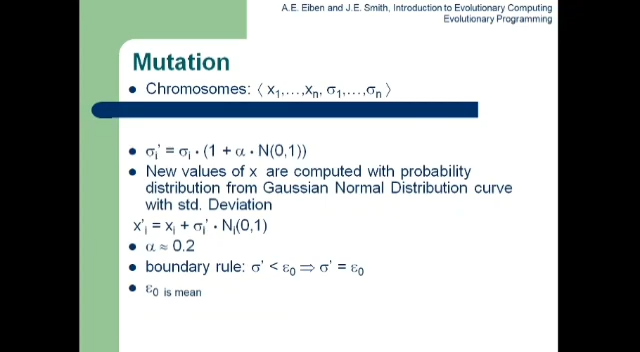 A.E. Eiben and J.E. Smith, Introduction to Evolutionary Computing
Evolutionary Programming
Mutation
• Chromosomes: ⟨ x₁,…,xₙ, σ₁,…,σₙ ⟩
• σᵢ' = σᵢ • (1 + α • N(0,1))
• New values of x are computed with probability
distribution from Gaussian Normal Distribution curve
with std. Deviation
x'ᵢ = xᵢ + σᵢ' • Nᵢ(0,1)
• α ≈ 0.2
• boundary rule: σ' < ε₀ ⇒ σ' = ε₀
• ε₀ is mean